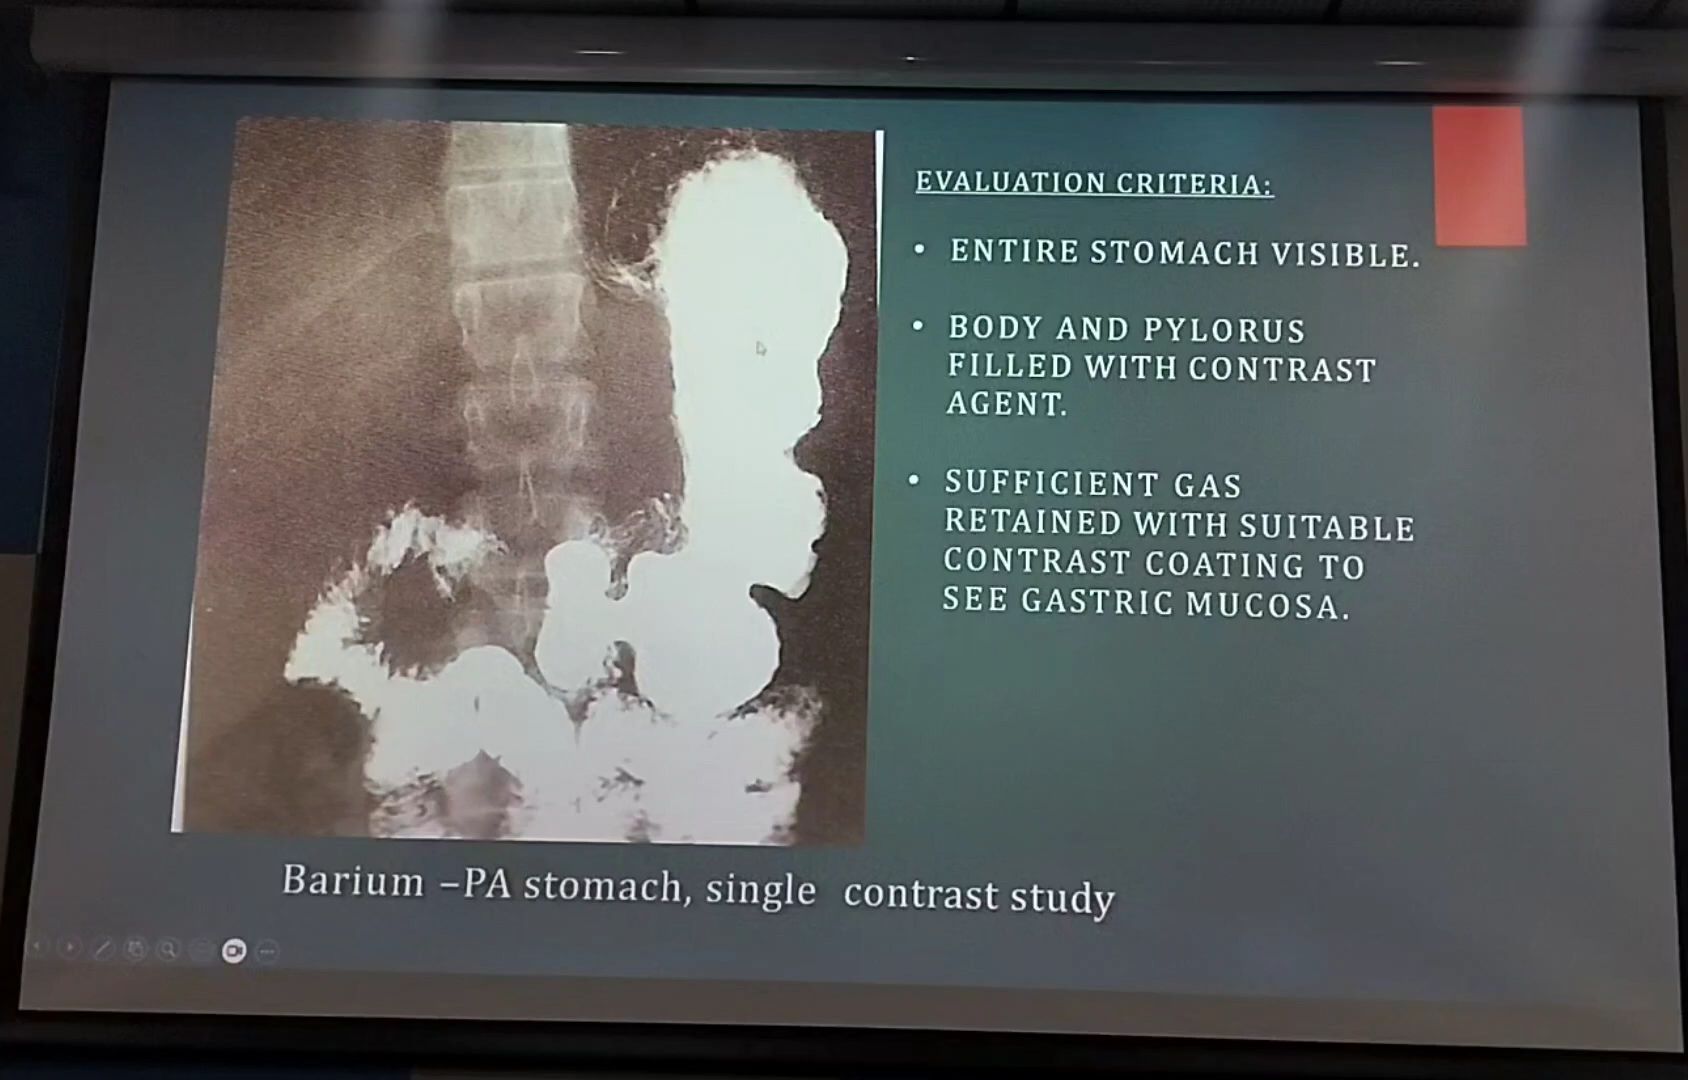 EVALUATION CRITERIA:
• ENTIRE STOMACH VISIBLE.
• BODY AND PYLORUS
FILLED WITH CONTRAST
AGENT.
• SUFFICIENT GAS
RETAINED WITH SUITABLE
CONTRAST COATING TO
SEE GASTRIC MUCOSA.
Barium –PA stomach, single contrast study